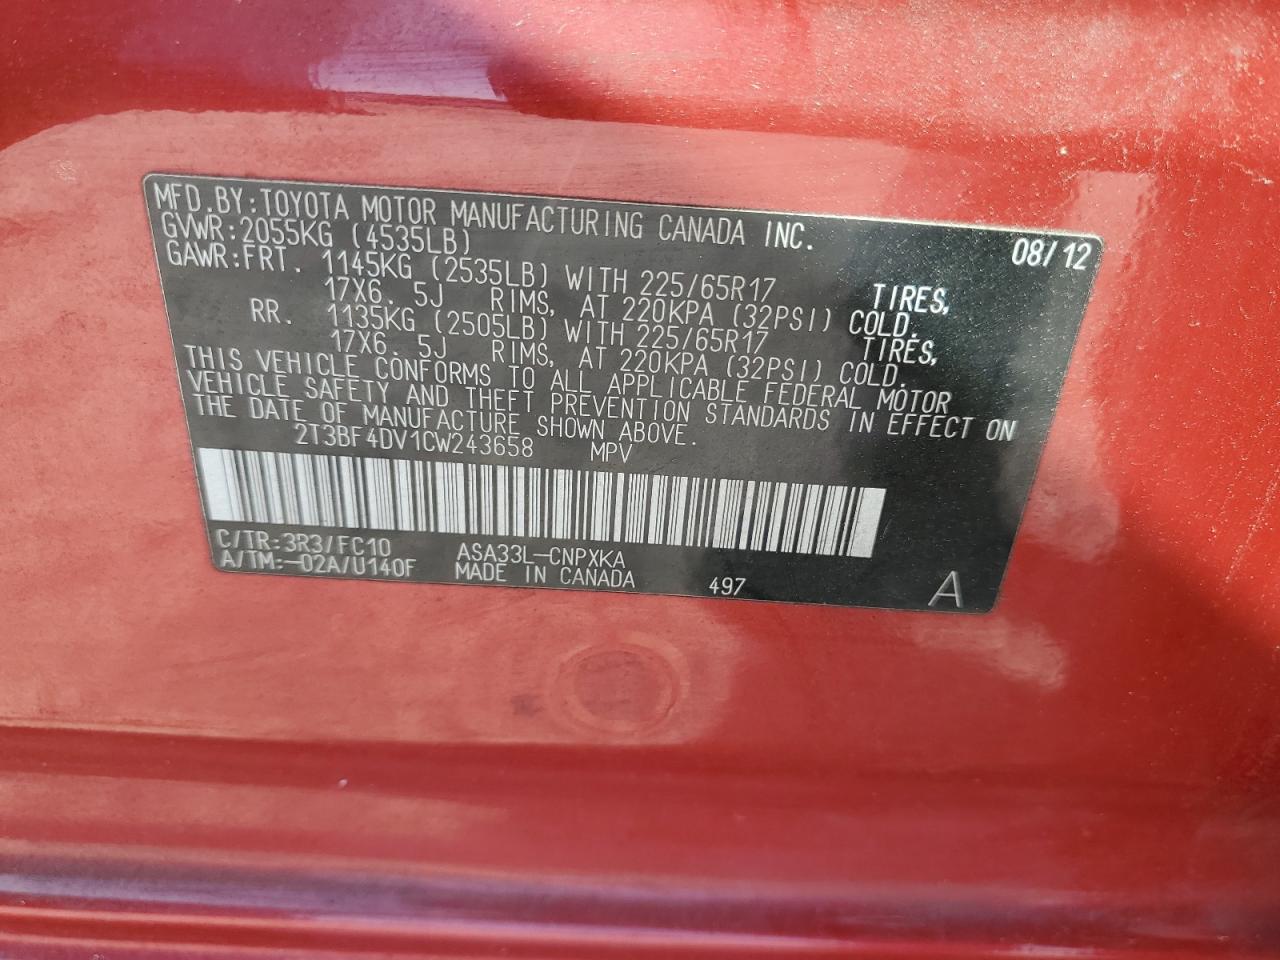 MFD.BY:TOYOTA MOTOR MANUFACTURING CANADA INC. 08/12
GVWR:2055KG (4535LB)
GAWR:FRT. 1145KG (2535LB) WITH 225/65R17 TIRES,
17X6.5J RIMS, AT 220KPA (32PSI) COLD.
RR. 1135KG (2505LB) WITH 225/65R17 TIRES,
17X6.5J RIMS, AT 220KPA (32PSI) COLD.
THIS VEHICLE CONFORMS TO ALL APPLICABLE FEDERAL MOTOR
VEHICLE SAFETY AND THEFT PREVENTION STANDARDS IN EFFECT ON
THE DATE OF MANUFACTURE SHOWN ABOVE.
2T3BF4DV1CW243658 MPV
C/TR:3R3/FC10 ASA33L-CNPXKA
A/TM:-02A/U140F MADE IN CANADA 497 A